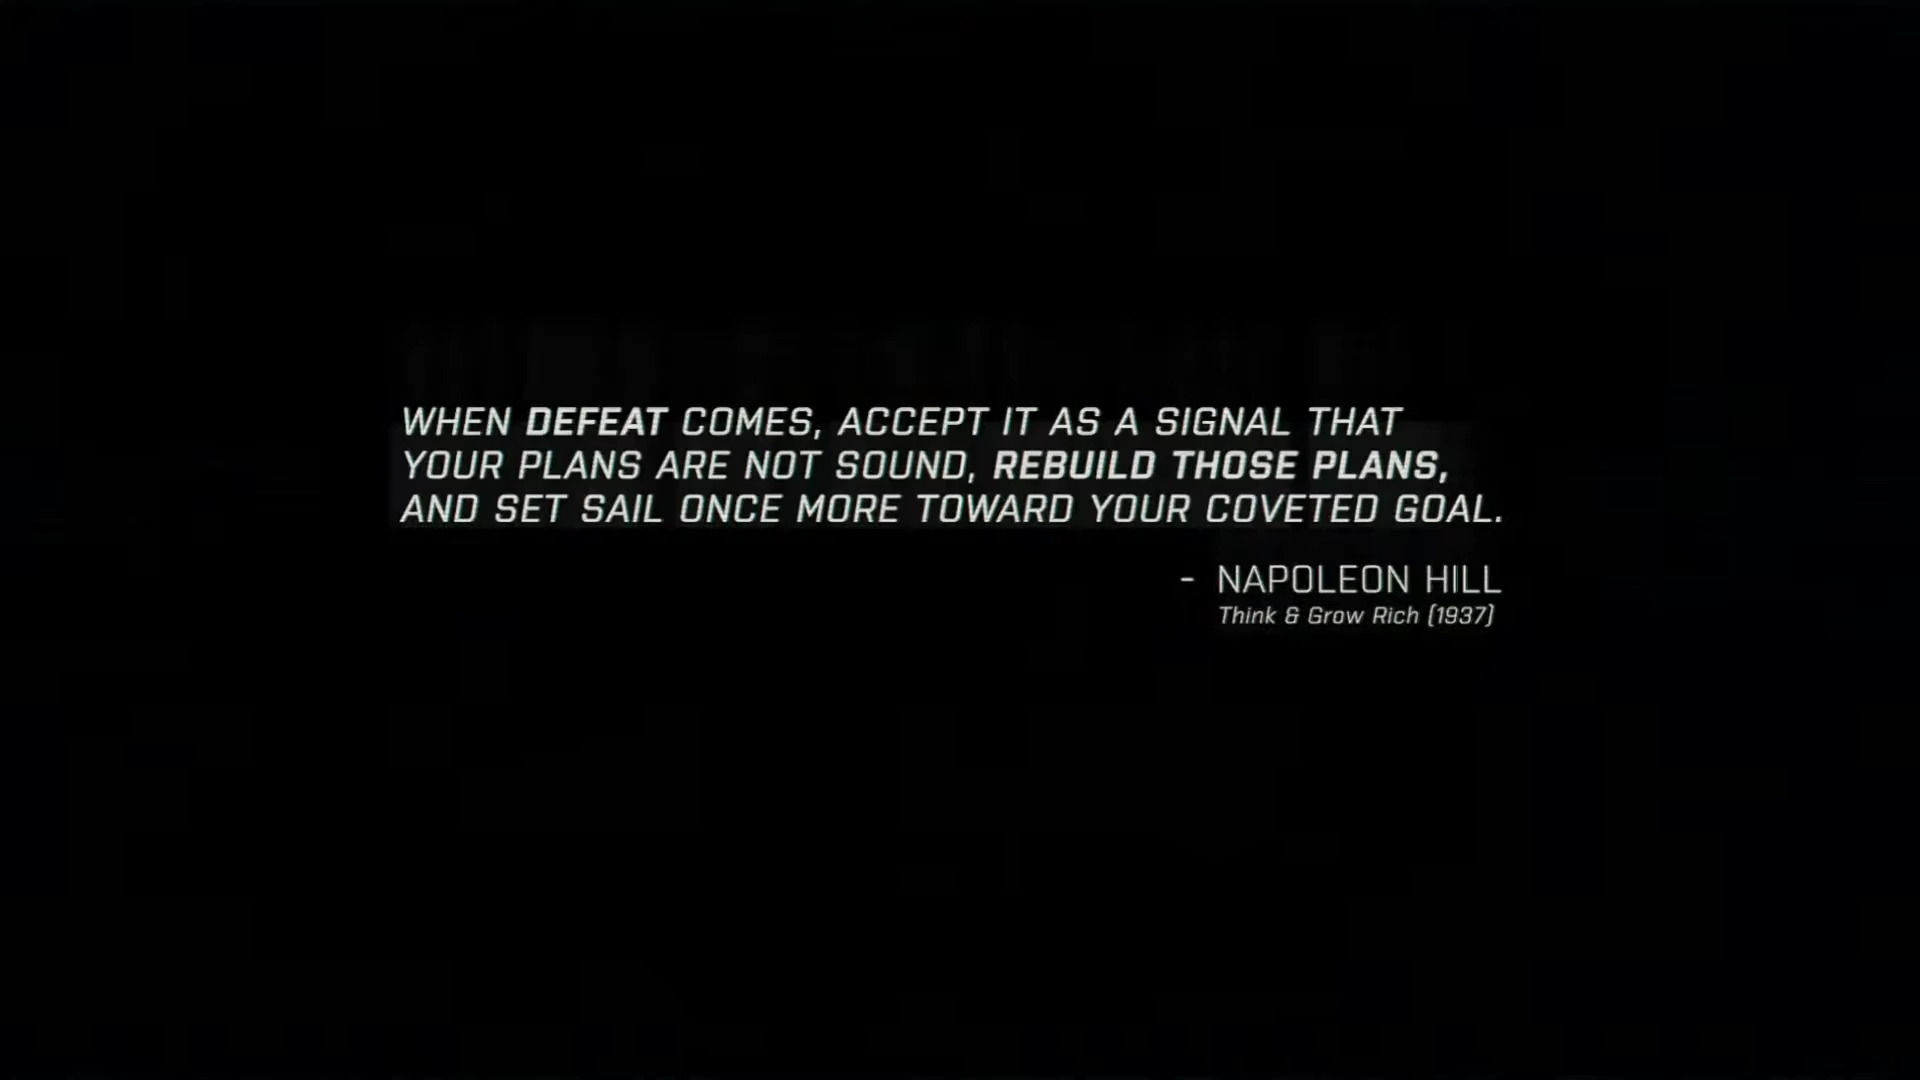 WHEN DEFEAT COMES, ACCEPT IT AS A SIGNAL THAT
YOUR PLANS ARE NOT SOUND, REBUILD THOSE PLANS,
AND SET SAIL ONCE MORE TOWARD YOUR COVETED GOAL.
- NAPOLEON HILL
Think & Grow Rich (1937)